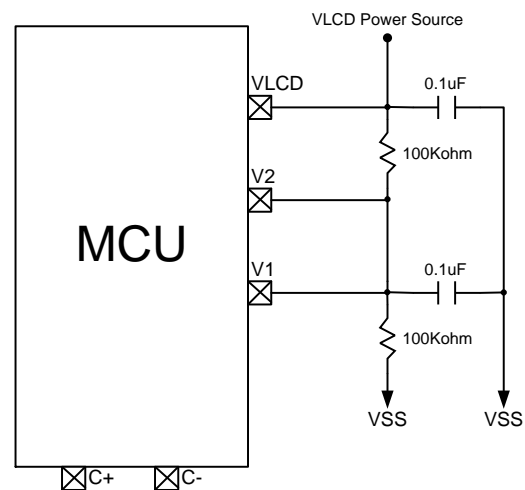 VLCD Power Source
VLCD
0.1uF
100Kohm
V2
MCU
V1
0.1uF
100Kohm
VSS
VSS
C+
C-